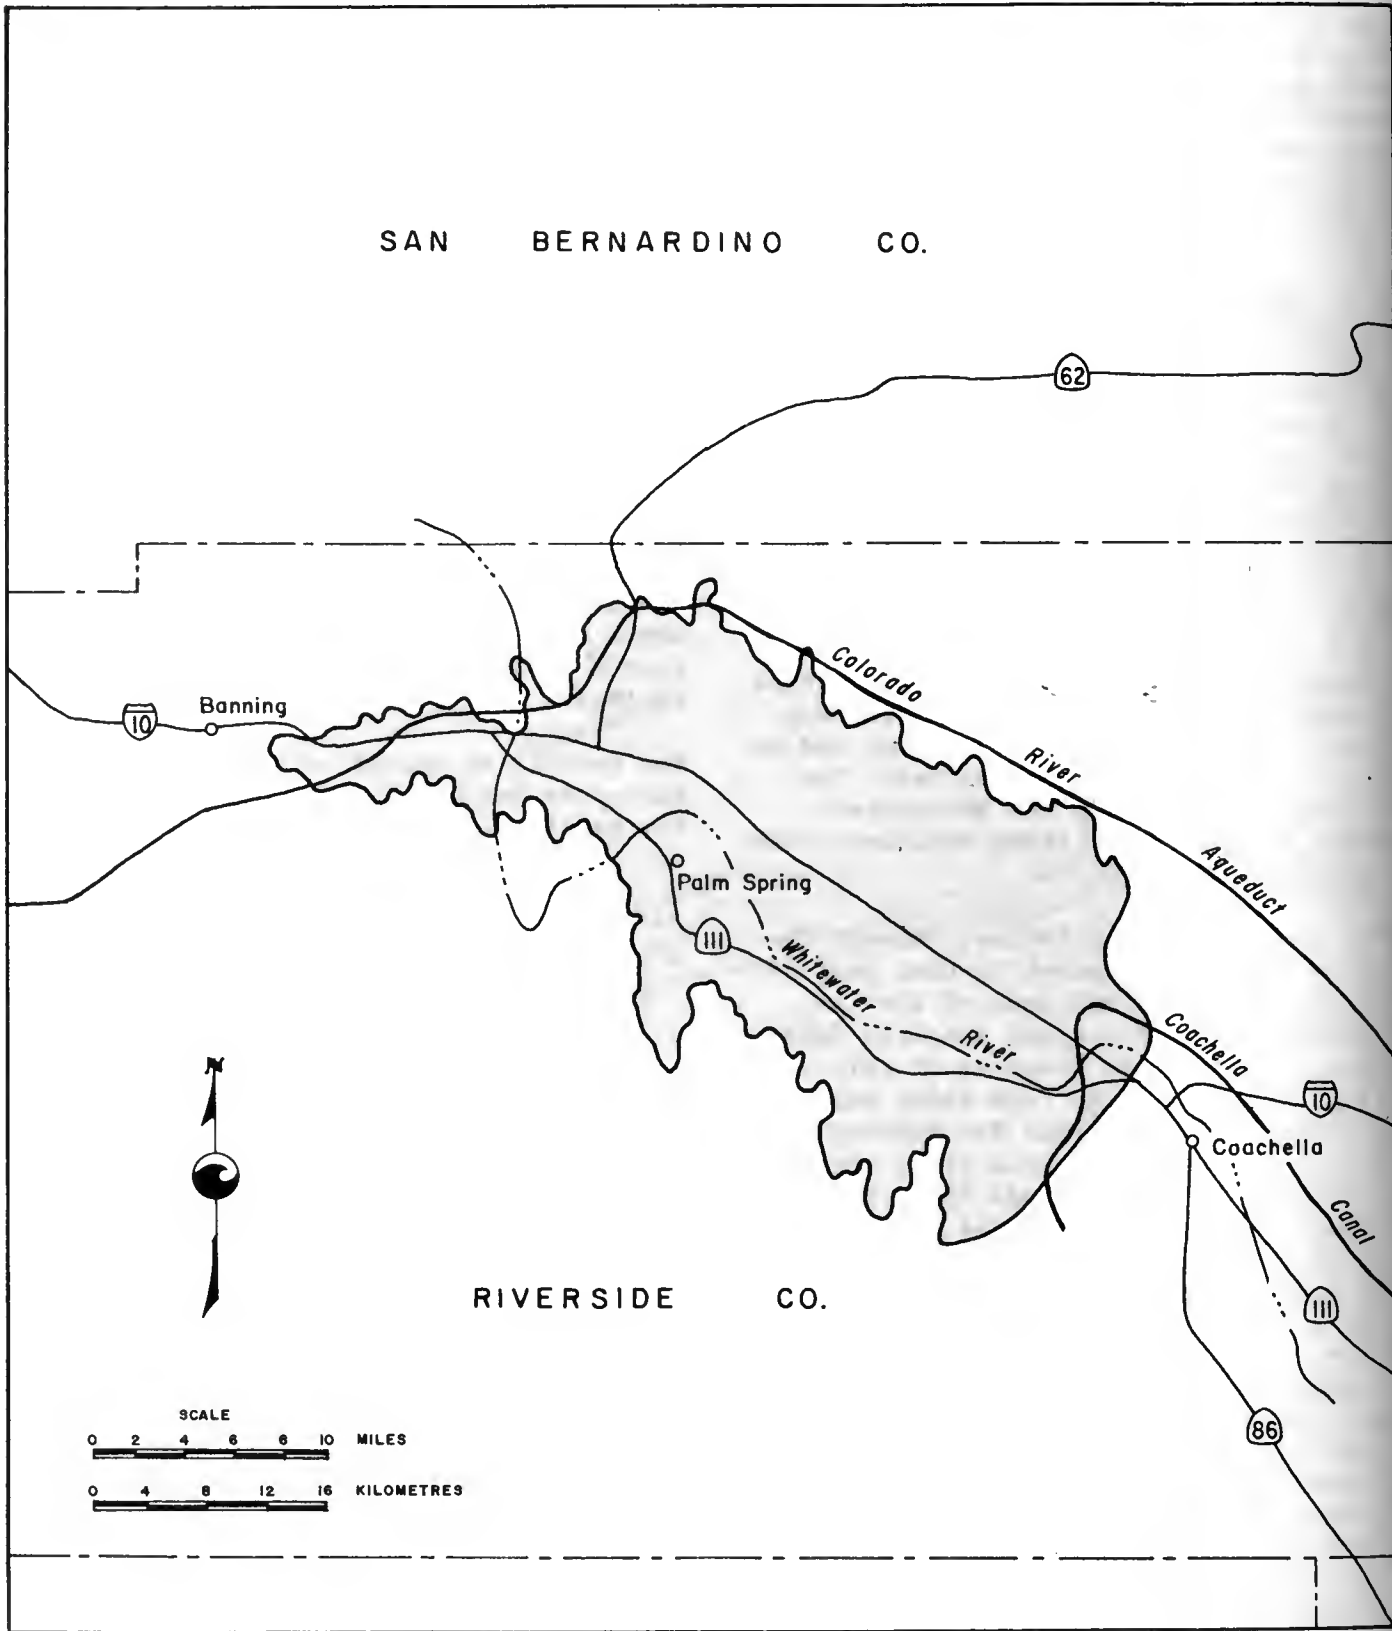 SAN BERNARDINO CO.
62
Colorado
River
Aqueduct
Banning
10
Palm Spring
111
Whitewater
River
Coachella
Canal
10
Coachella
N
RIVERSIDE CO.
111
86
SCALE
0 2 4 6 8 10 MILES
0 4 8 12 16 KILOMETRES